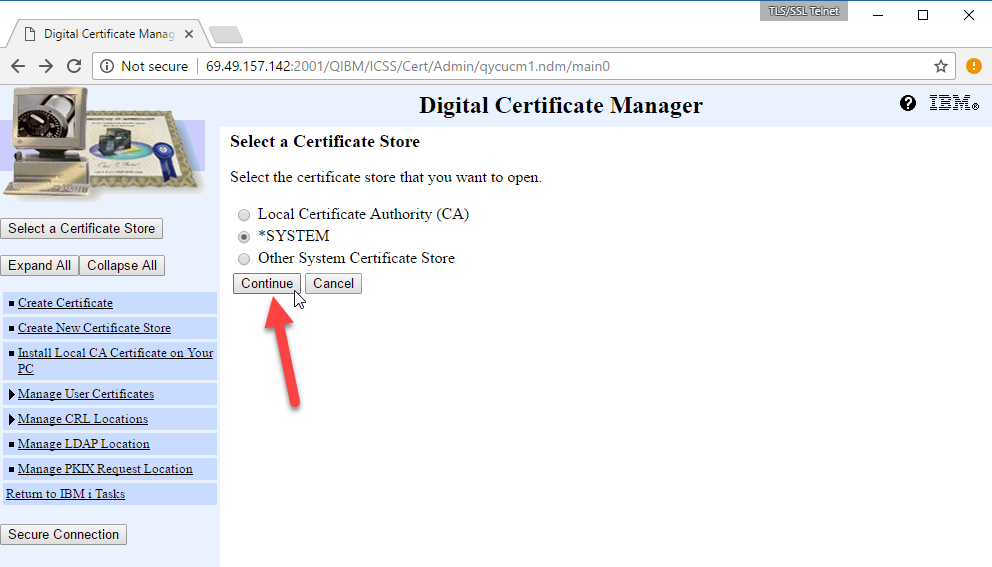 TLS/SSL Telnet
Digital Certificate Manag
Not secure
69.49.157.142:2001/QIBM/ICSS/Cert/Admin/qycucm1.ndm/main0
Digital Certificate Manager
IBM®
Select a Certificate Store
Expand All
Collapse All
Create Certificate
Create New Certificate Store
Install Local CA Certificate on Your
PC
Manage User Certificates
Manage CRL Locations
Manage LDAP Location
Manage PKIX Request Location
Return to IBM i Tasks
Secure Connection
Select a Certificate Store
Select the certificate store that you want to open.
Local Certificate Authority (CA)
*SYSTEM
Other System Certificate Store
Continue
Cancel